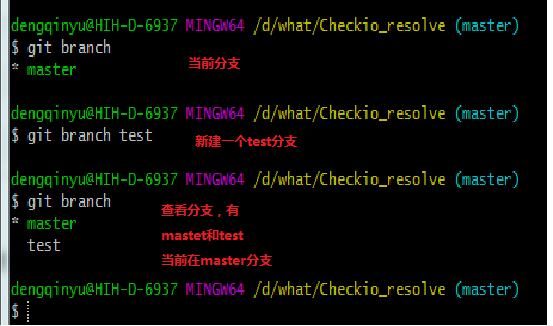 dengqinyu@HIH-D-6937 MINGW64 /d/what/Checkio_resolve (master)
$ git branch
* master
当前分支
dengqinyu@HIH-D-6937 MINGW64 /d/what/Checkio_resolve (master)
$ git branch test
新建一个test分支
dengqinyu@HIH-D-6937 MINGW64 /d/what/Checkio_resolve (master)
$ git branch
* master
test
查看分支，有
mastet和test
当前在master分支
dengqinyu@HIH-D-6937 MINGW64 /d/what/Checkio_resolve (master)
$